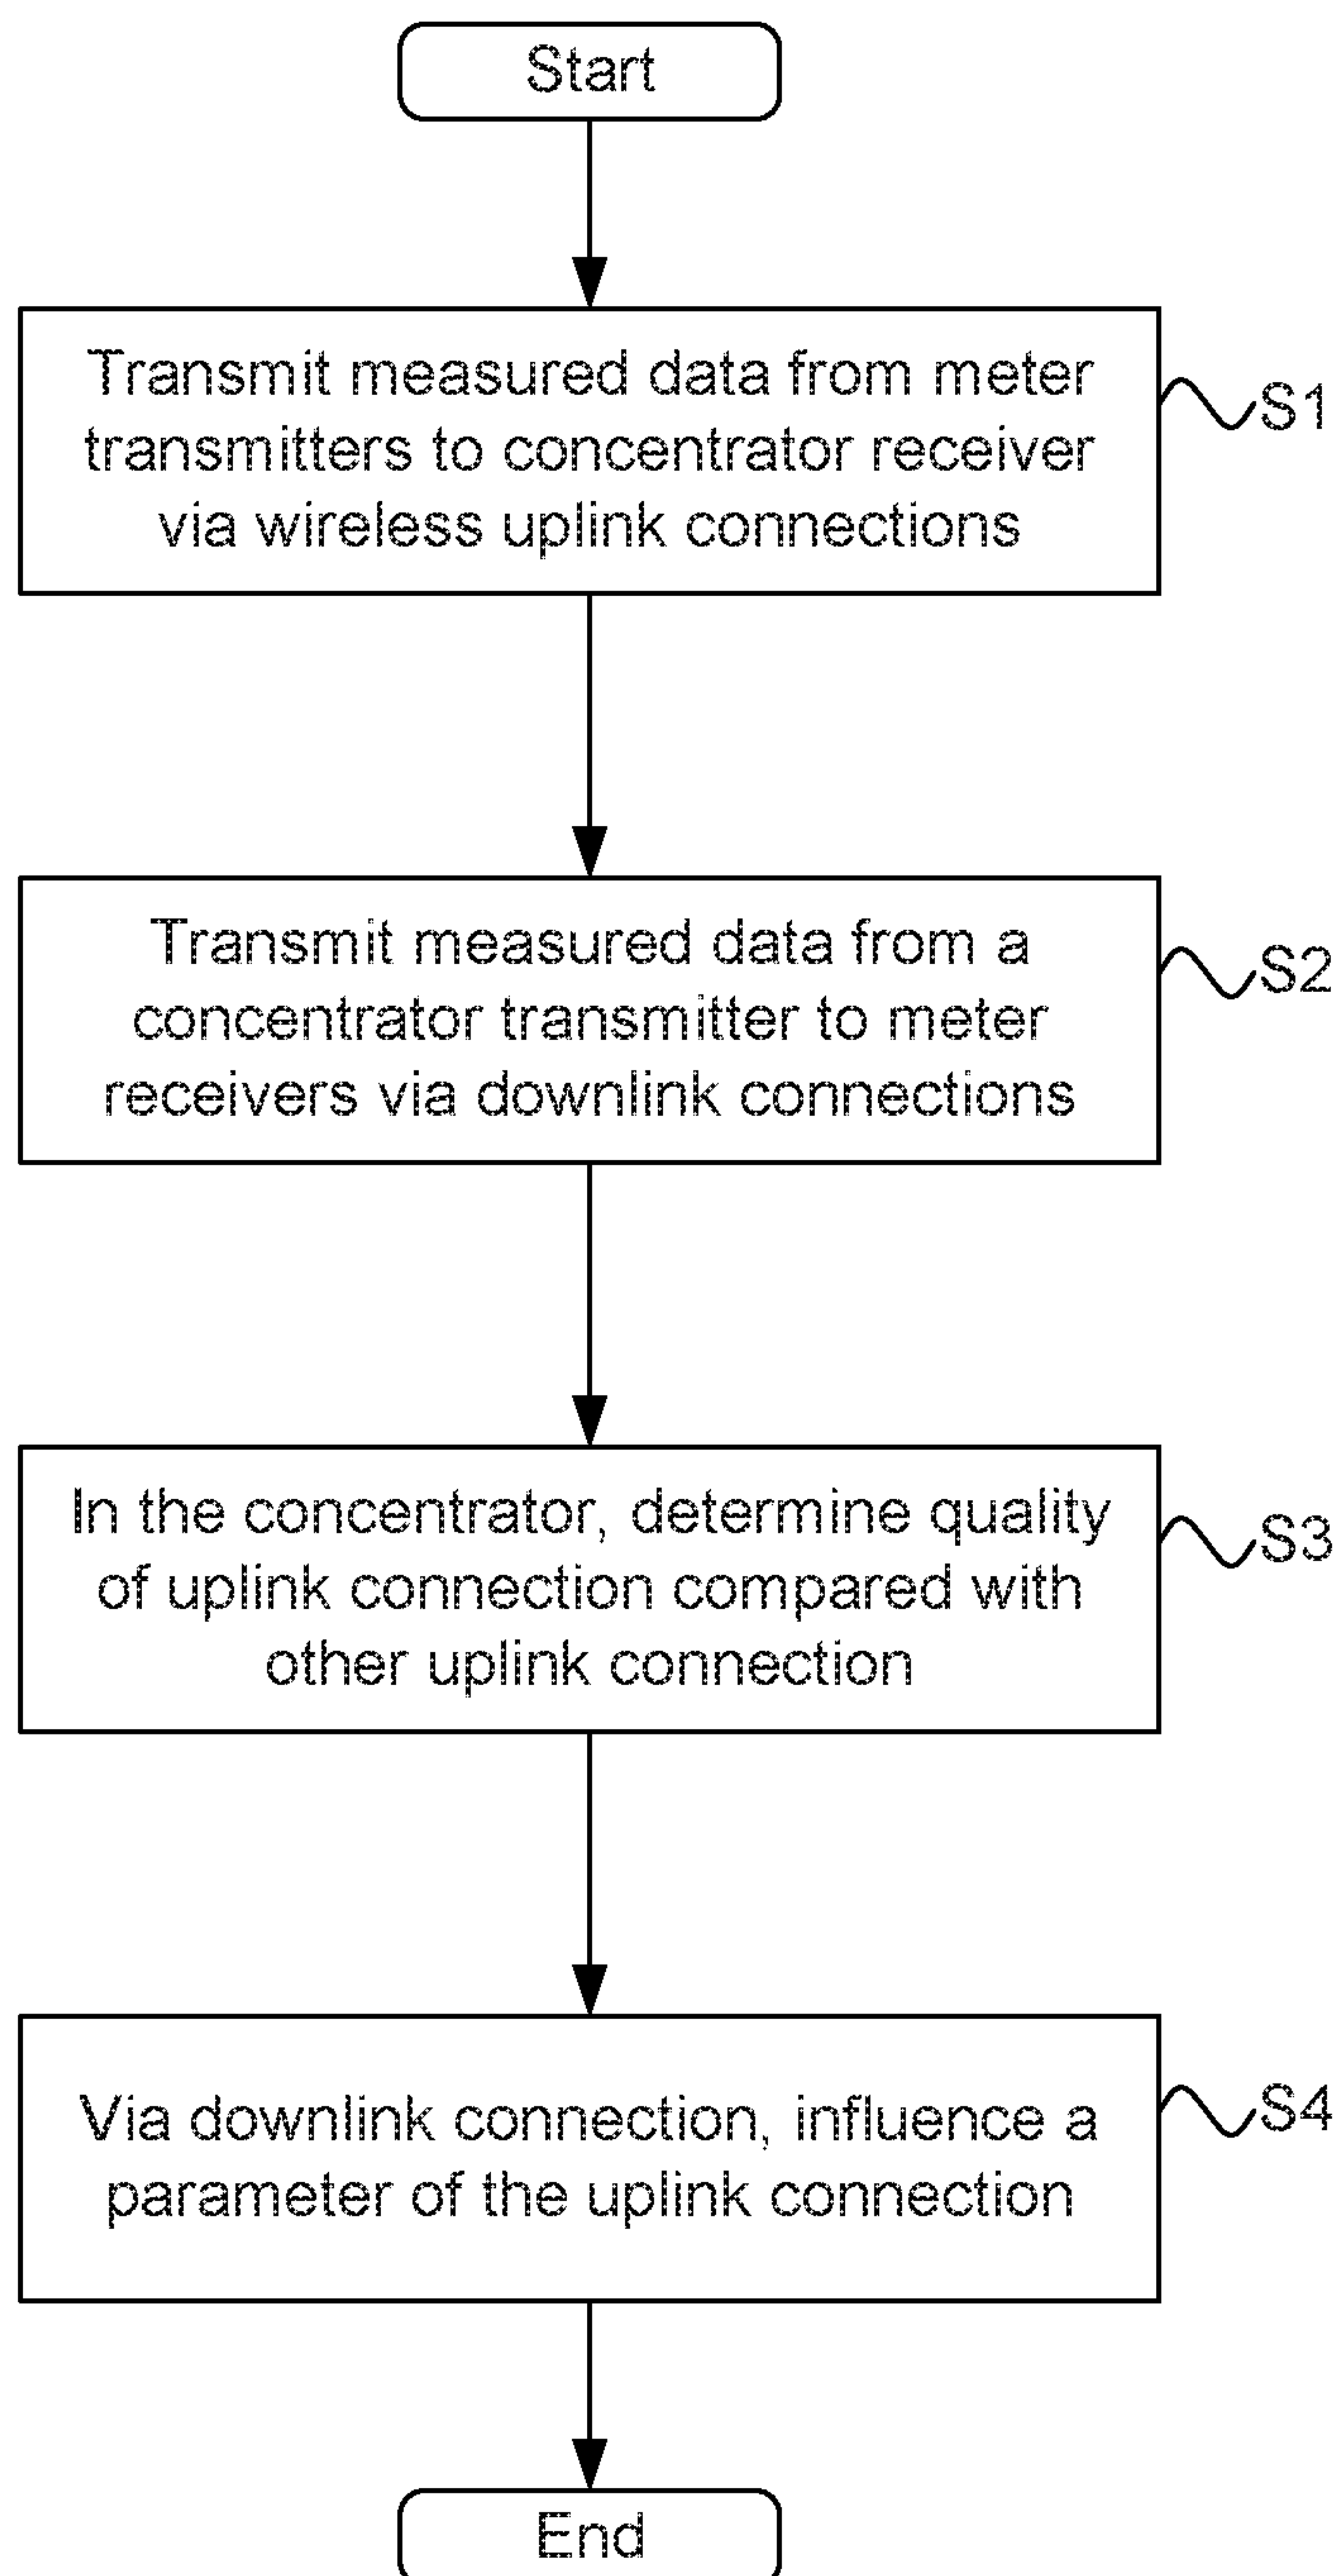 Start
Transmit measured data from meter
transmitters to concentrator receiver
via wireless uplink connections
S1
Transmit measured data from a
concentrator transmitter to meter
receivers via downlink connections
S2
In the concentrator, determine quality
of uplink connection compared with
other uplink connection
S3
Via downlink connection, influence a
parameter of the uplink connection
S4
End